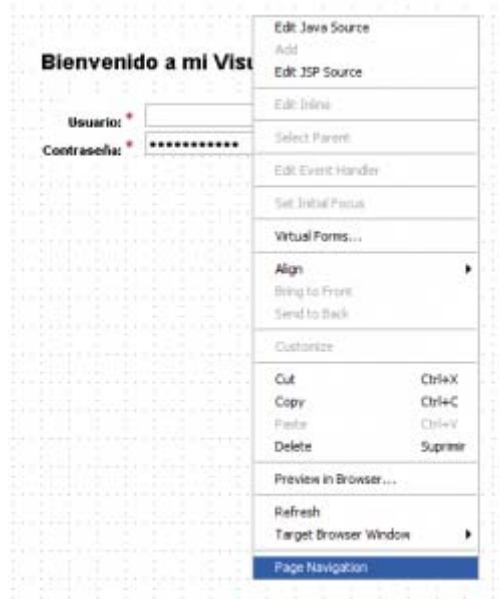 Bienvenido a mi Visu
Usuario: *
Contraseña: *
Edit Java Source
Add
Edit JSP Source
Edit Inline
Select Parent
Edit Event Handler
Set Initial Focus
Virtual Forms...
Align
Bring to Front
Send to Back
Customize
Cut Ctrl+X
Copy Ctrl+C
Paste Ctrl+V
Delete Suprimir
Preview in Browser...
Refresh
Target Browser Window
Page Navigation